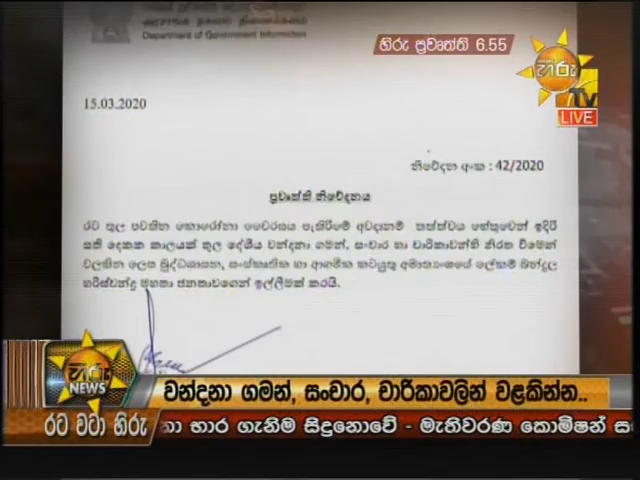 Department of Government Information
හිරු ප්‍රවෘත්ති 6.55
හිරු
TV
LIVE
15.03.2020
නිවේදන අංක : 42/2020
ප්‍රවෘත්ති නිවේදනය
රට තුල පවතින කොරෝනා වෛරසය පැතිරීමේ අවදානම් තත්ත්වය හේතුවෙන් ඉදිරි
සති දෙකක කාලයක් තුල දේශීය වන්දනා ගමන්, සංචාර හා චාරිකාවන්හි නිරත වීමෙන්
වලකින ලෙස බුද්ධශාසන, සංස්කෘතික හා ආගමික කටයුතු අමාත්‍යාංශයේ ලේකම් බන්දුල
හරිස්චන්ද්‍ර මහතා ජනතාවගෙන් ඉල්ලීමක් කරයි.
හිරු
NEWS
වන්දනා ගමන්, සංචාර, චාරිකාවලින් වළකින්න..
රට වටා හිරු
නා භාර ගැනීම සිදුනොවේ - මැතිවරණ කොමිෂන් ස